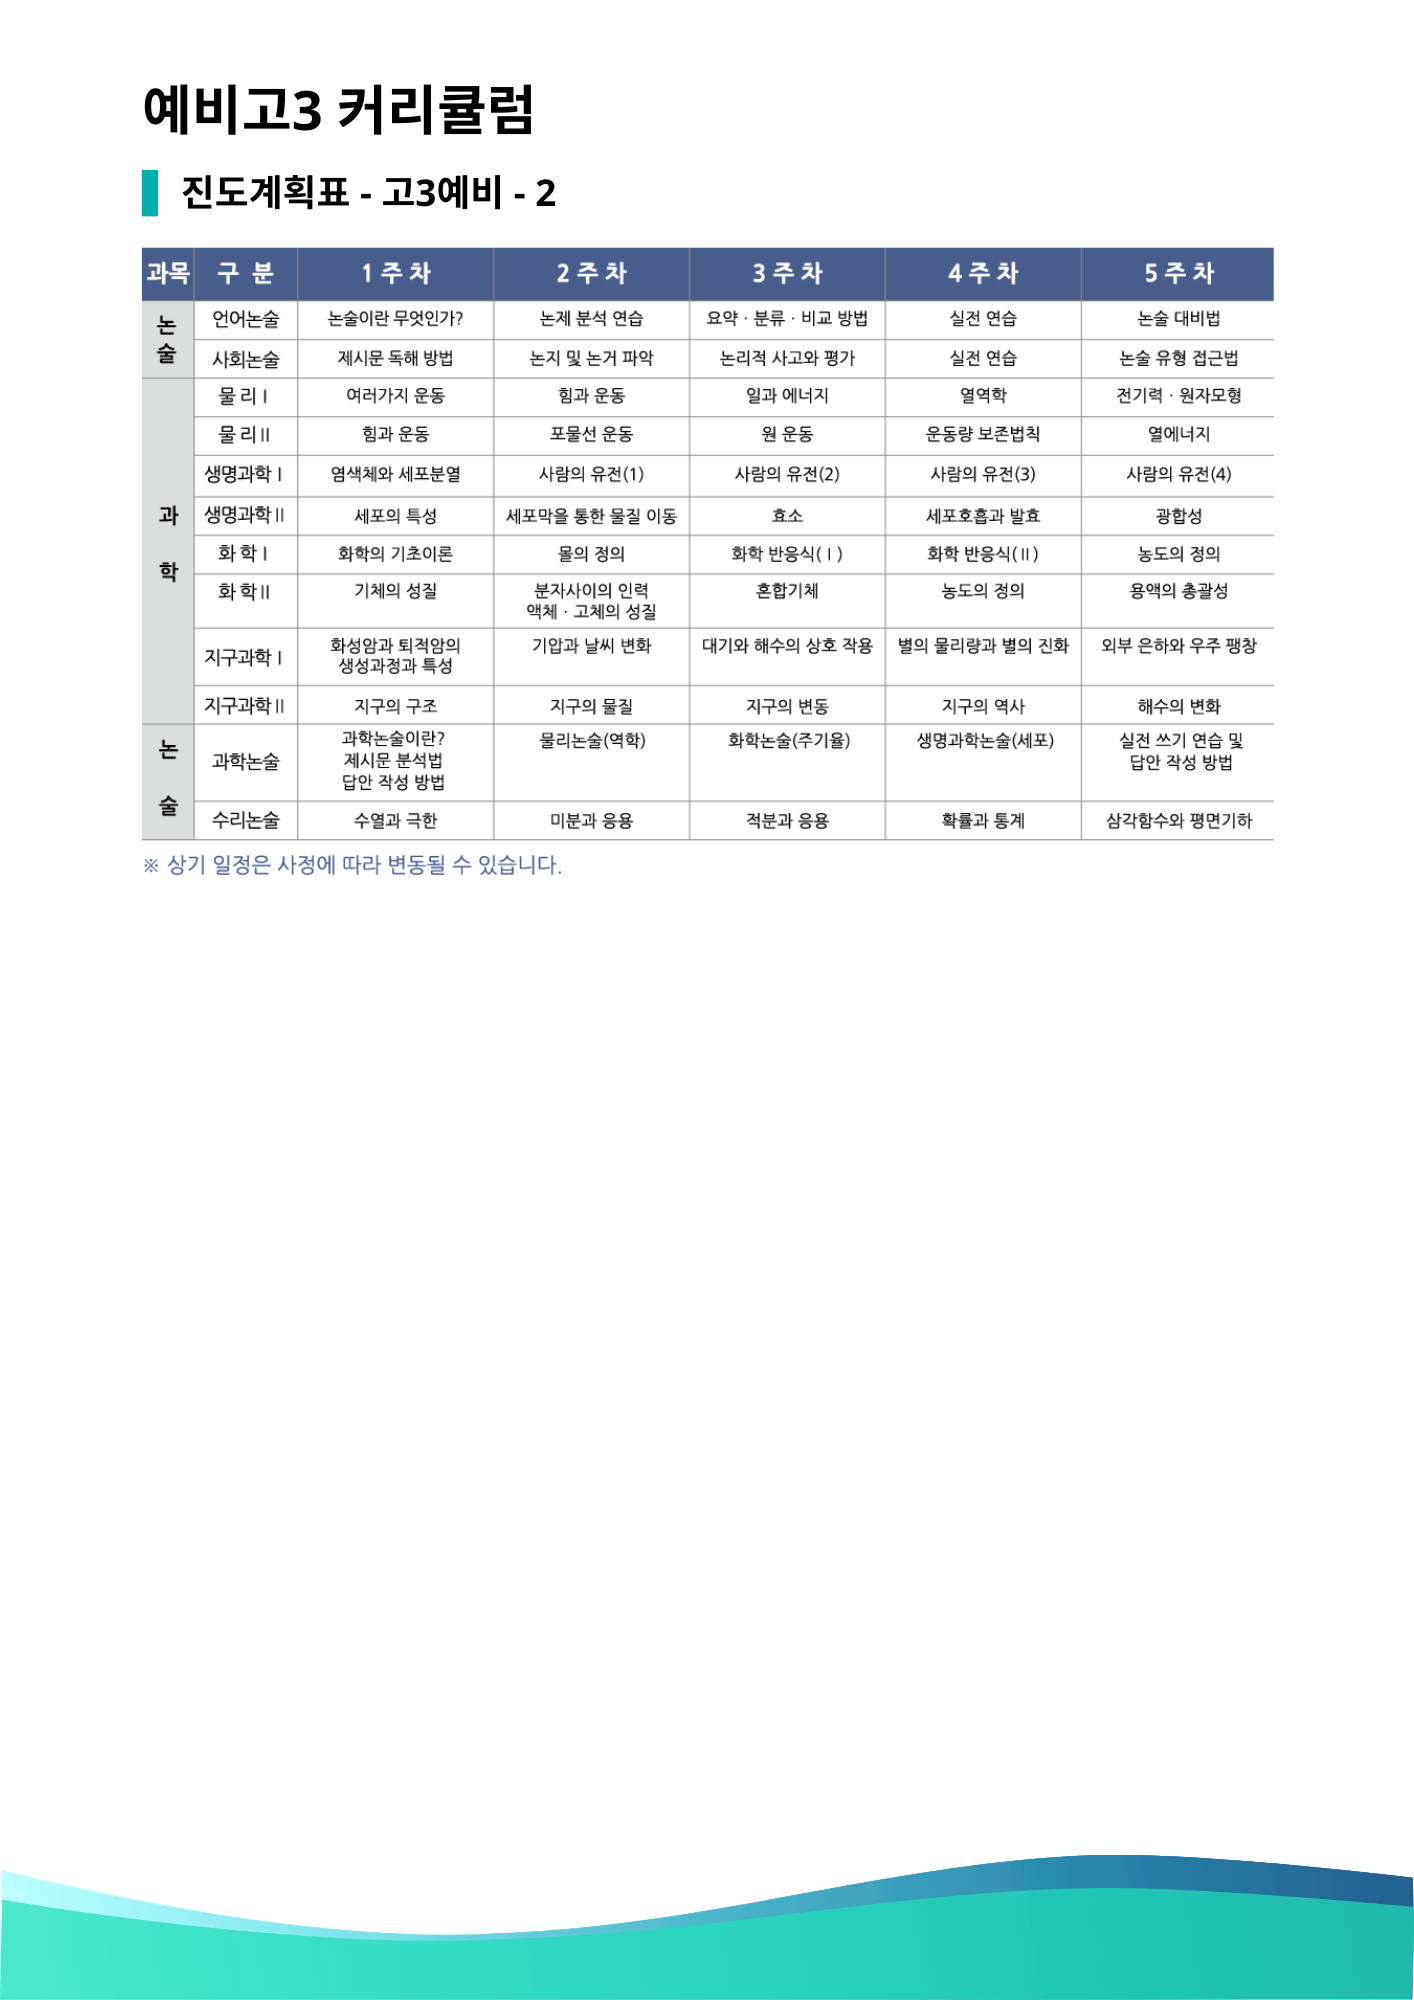 예비고3 커리큘럼
진도계획표 - 고3예비 - 2
과목 구 분 1 주 차 2 주 차 3 주 차 4 주 차 5 주 차
논술
언어논술 논술이란 무엇인가? 논제 분석 연습 요약 · 분류 · 비교 방법 실전 연습 논술 대비법
사회논술 제시문 독해 방법 논지 및 논거 파악 논리적 사고와 평가 실전 연습 논술 유형 접근법
과학
물 리Ⅰ 여러가지 운동 힘과 운동 일과 에너지 열역학 전기력 · 원자모형
물 리Ⅱ 힘과 운동 포물선 운동 원 운동 운동량 보존법칙 열에너지
생명과학Ⅰ 염색체와 세포분열 사람의 유전(1) 사람의 유전(2) 사람의 유전(3) 사람의 유전(4)
생명과학Ⅱ 세포의 특성 세포막을 통한 물질 이동 효소 세포호흡과 발효 광합성
화 학Ⅰ 화학의 기초이론 몰의 정의 화학 반응식(Ⅰ) 화학 반응식(Ⅱ) 농도의 정의
화 학Ⅱ 기체의 성질 분자사이의 인력 혼합기체 농도의 정의 용액의 총괄성
액체 · 고체의 성질
지구과학Ⅰ 화성암과 퇴적암의 기압과 날씨 변화 대기와 해수의 상호 작용 별의 물리량과 별의 진화 외부 은하와 우주 팽창
생성과정과 특성
지구과학Ⅱ 지구의 구조 지구의 물질 지구의 변동 지구의 역사 해수의 변화
논술
과학논술 과학논술이란? 물리논술(역학) 화학논술(주기율) 생명과학논술(세포) 실전 쓰기 연습 및
제시문 분석법 답안 작성 방법
답안 작성 방법
수리논술 수열과 극한 미분과 응용 적분과 응용 확률과 통계 삼각함수와 평면기하
※ 상기 일정은 사정에 따라 변동될 수 있습니다.